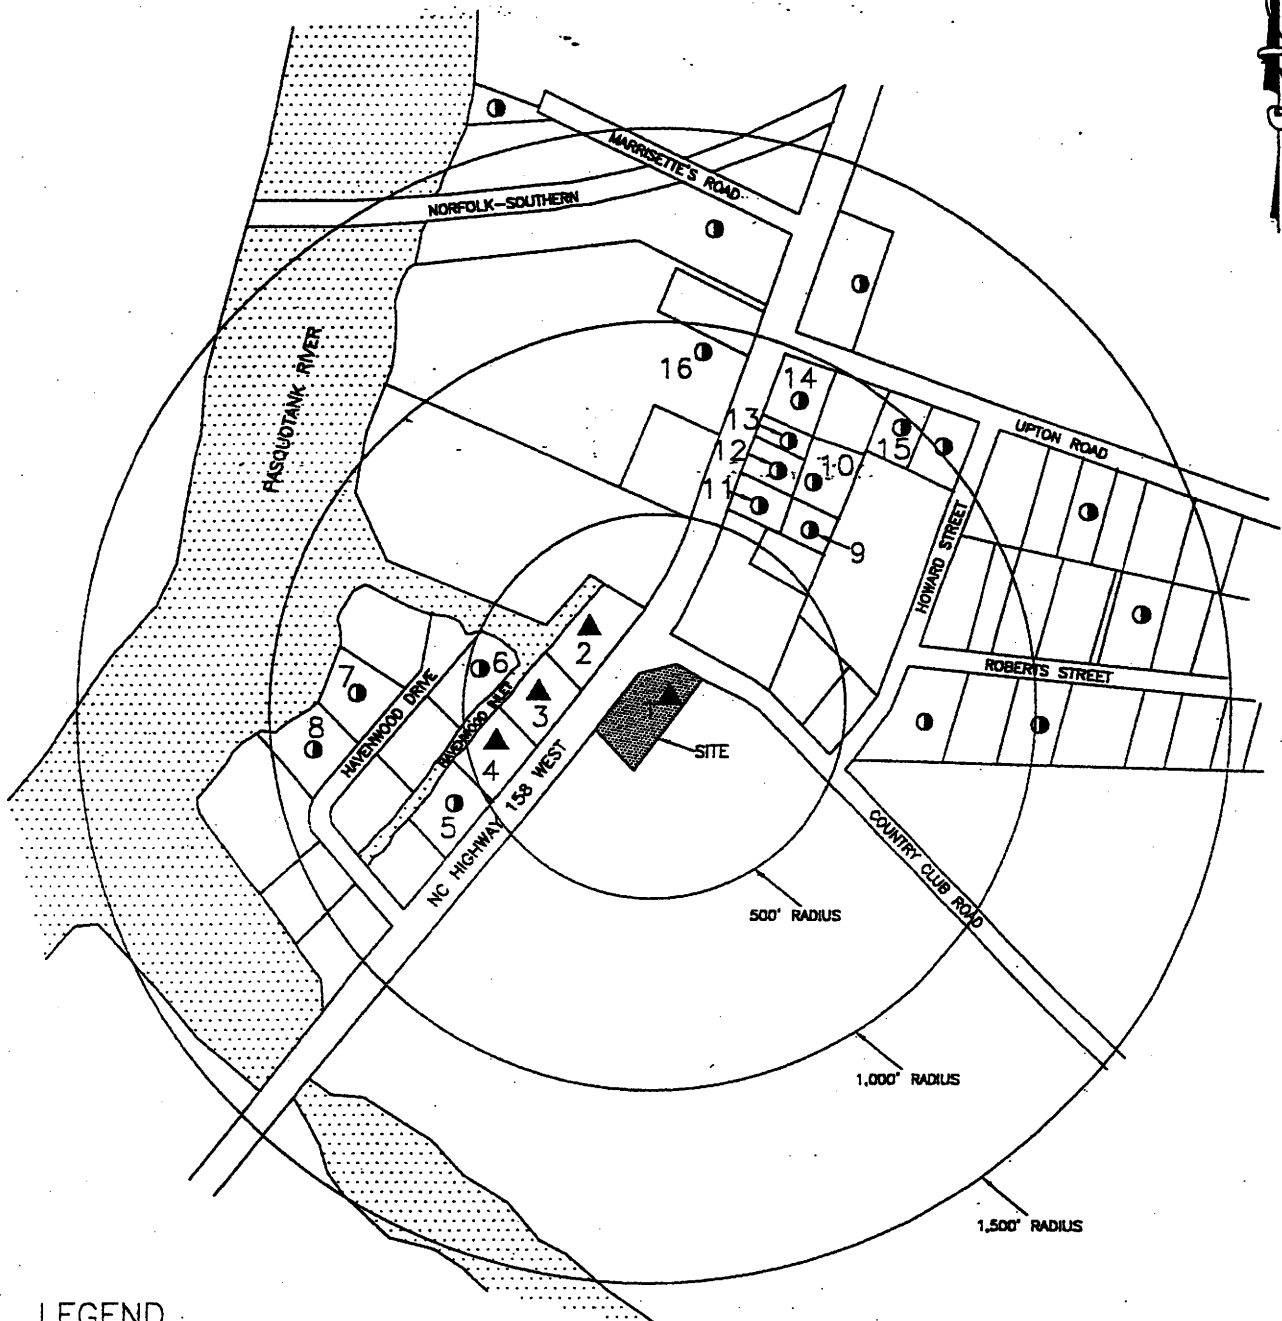 MARRISETTE'S ROAD
NORFOLK-SOUTHERN
PASQUOTANK RIVER
16
14
13
12
11
10
15
9
UPTON ROAD
HOWARD STREET
ROBERTS STREET
2
3
4
5
6
7
8
HAVENWOOD DRIVE
HAVENWOOD INLET
NC HIGHWAY 158 WEST
SITE
COUNTRY CLUB ROAD
500' RADIUS
1,000' RADIUS
1,500' RADIUS
LEGEND